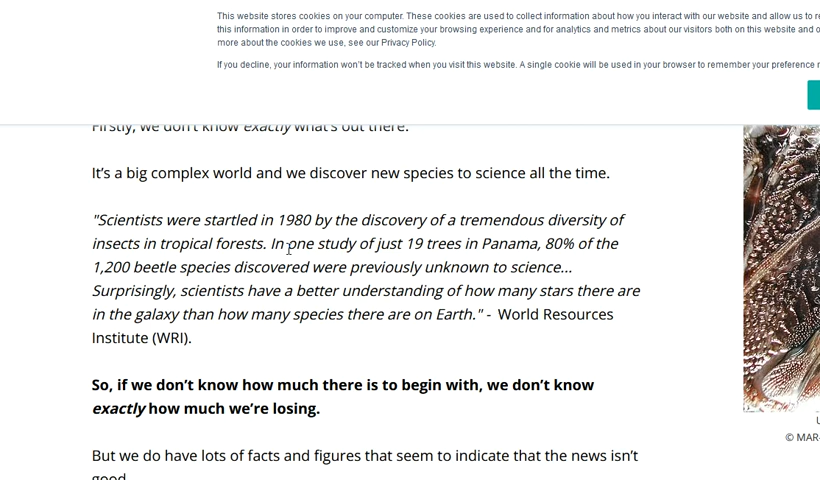 This website stores cookies on your computer. These cookies are used to collect information about how you interact with our website and allow us to
this information in order to improve and customize your browsing experience and for analytics and metrics about our visitors both on this website and
more about the cookies we use, see our Privacy Policy.
If you decline, your information won't be tracked when you visit this website. A single cookie will be used in your browser to remember your preference
Firstly, we don't know exactly what's out there.
It's a big complex world and we discover new species to science all the time.
"Scientists were startled in 1980 by the discovery of a tremendous diversity of
insects in tropical forests. In one study of just 19 trees in Panama, 80% of the
1,200 beetle species discovered were previously unknown to science...
Surprisingly, scientists have a better understanding of how many stars there are
in the galaxy than how many species there are on Earth." - World Resources
Institute (WRI).
So, if we don't know how much there is to begin with, we don't know
exactly how much we're losing.
But we do have lots of facts and figures that seem to indicate that the news isn't
good.
© MAR